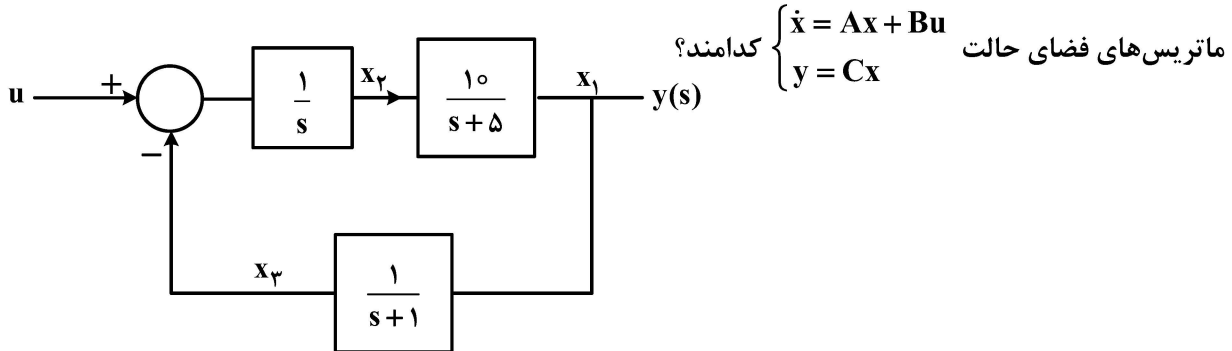 ماتریس‌های فضای حالت { ẋ = Ax + Bu
y = Cx کدامند؟
u
+
−
۱/s
x۲
۱۰/(s+۵)
x۱
y(s)
x۳
۱/(s+۱)